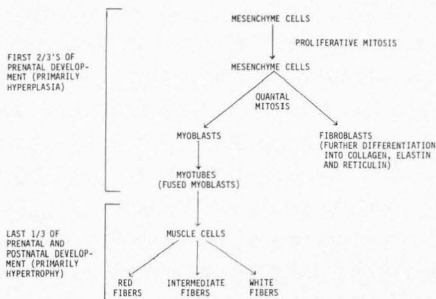 MESENCHYME CELLS
PROLIFERATIVE MITOSIS
FIRST 2/3'S OF
PRENATAL DEVELOP-
MENT (PRIMARILY
HYPERPLASIA)
MESENCHYME CELLS
QUANTAL
MITOSIS
MYOBLASTS
FIBROBLASTS
(FURTHER DIFFERENTIATION
INTO COLLAGEN, ELASTIN
AND RETICULIN)
MYOTUBES
(FUSED MYOBLASTS)
LAST 1/3 OF
PRENATAL AND
POSTNATAL DEVELOP-
MENT (PRIMARILY
HYPERTROPHY)
MUSCLE CELLS
RED
FIBERS
INTERMEDIATE
FIBERS
WHITE
FIBERS